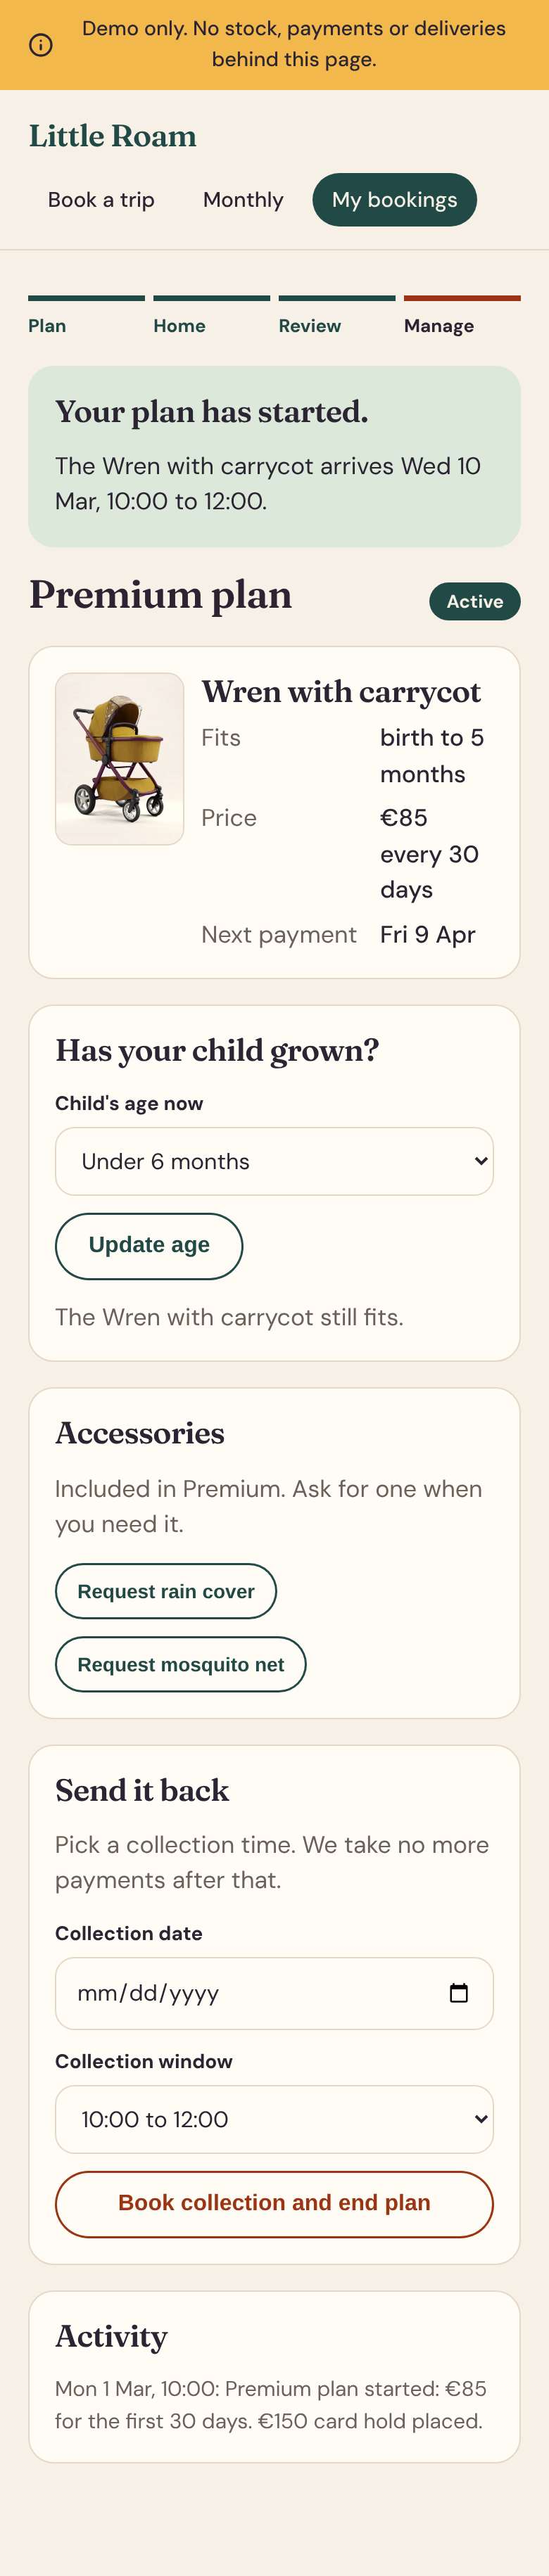 Demo only. No stock, payments or deliveries
behind this page.
Little Roam
Book a trip
Monthly
My bookings
Plan
Home
Review
Manage
Your plan has started.
The Wren with carrycot arrives Wed 10
Mar, 10:00 to 12:00.
Premium plan
Active
Wren with carrycot
Fits
birth to 5
months
Price
€85
every 30
days
Next payment
Fri 9 Apr
Has your child grown?
Child's age now
Under 6 months
Update age
The Wren with carrycot still fits.
Accessories
Included in Premium. Ask for one when
you need it.
Request rain cover
Request mosquito net
Send it back
Pick a collection time. We take no more
payments after that.
Collection date
mm/dd/yyyy
Collection window
10:00 to 12:00
Book collection and end plan
Activity
Mon 1 Mar, 10:00: Premium plan started: €85
for the first 30 days. €150 card hold placed.